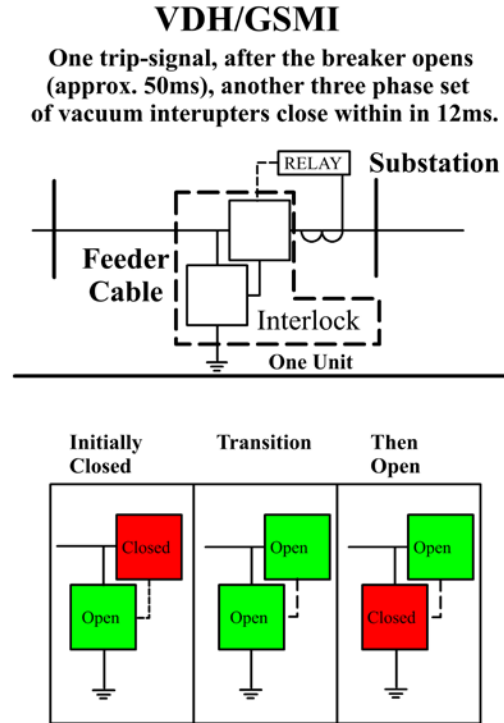 VDH/GSMI
One trip-signal, after the breaker opens
(approx. 50ms), another three phase set
of vacuum interupters close within in 12ms.
RELAY
Substation
Feeder
Cable
Interlock
One Unit
Initially
Closed
Transition
Then
Open
Closed
Open
Open
Open
Open
Closed